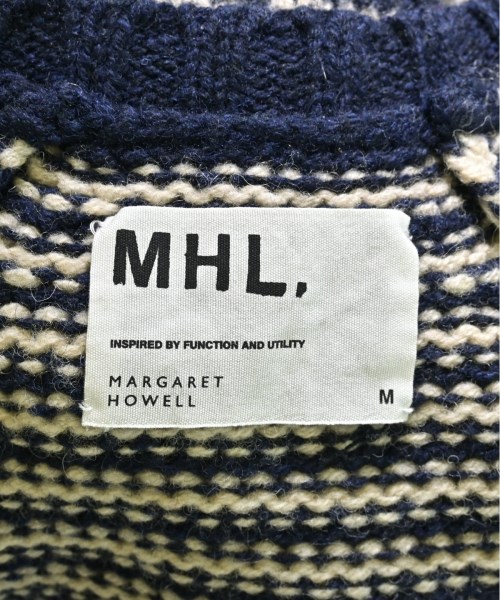 MHL.
INSPIRED BY FUNCTION AND UTILITY
MARGARET
HOWELL
M